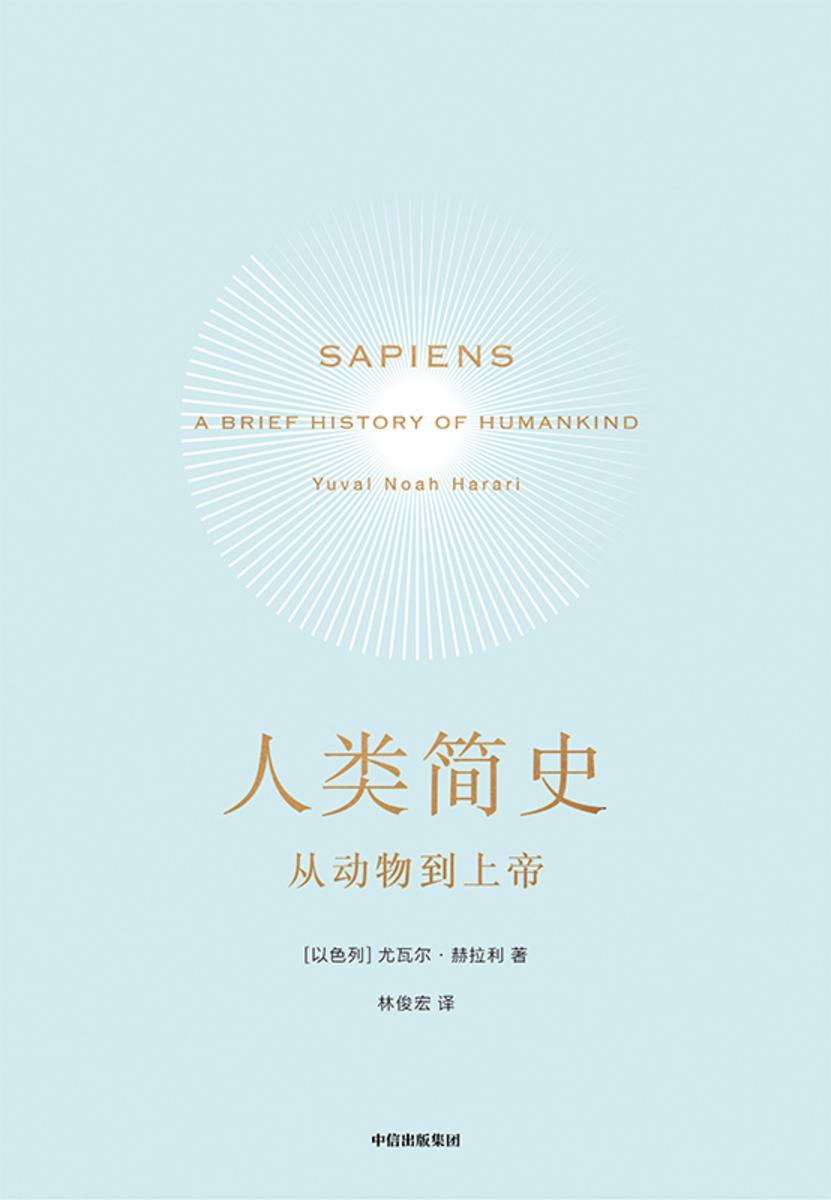 SAPIENS
A BRIEF HISTORY OF HUMANKIND
Yuval Noah Harari
人类简史
从动物到上帝
[以色列] 尤瓦尔·赫拉利 著
林俊宏 译
中信出版集团